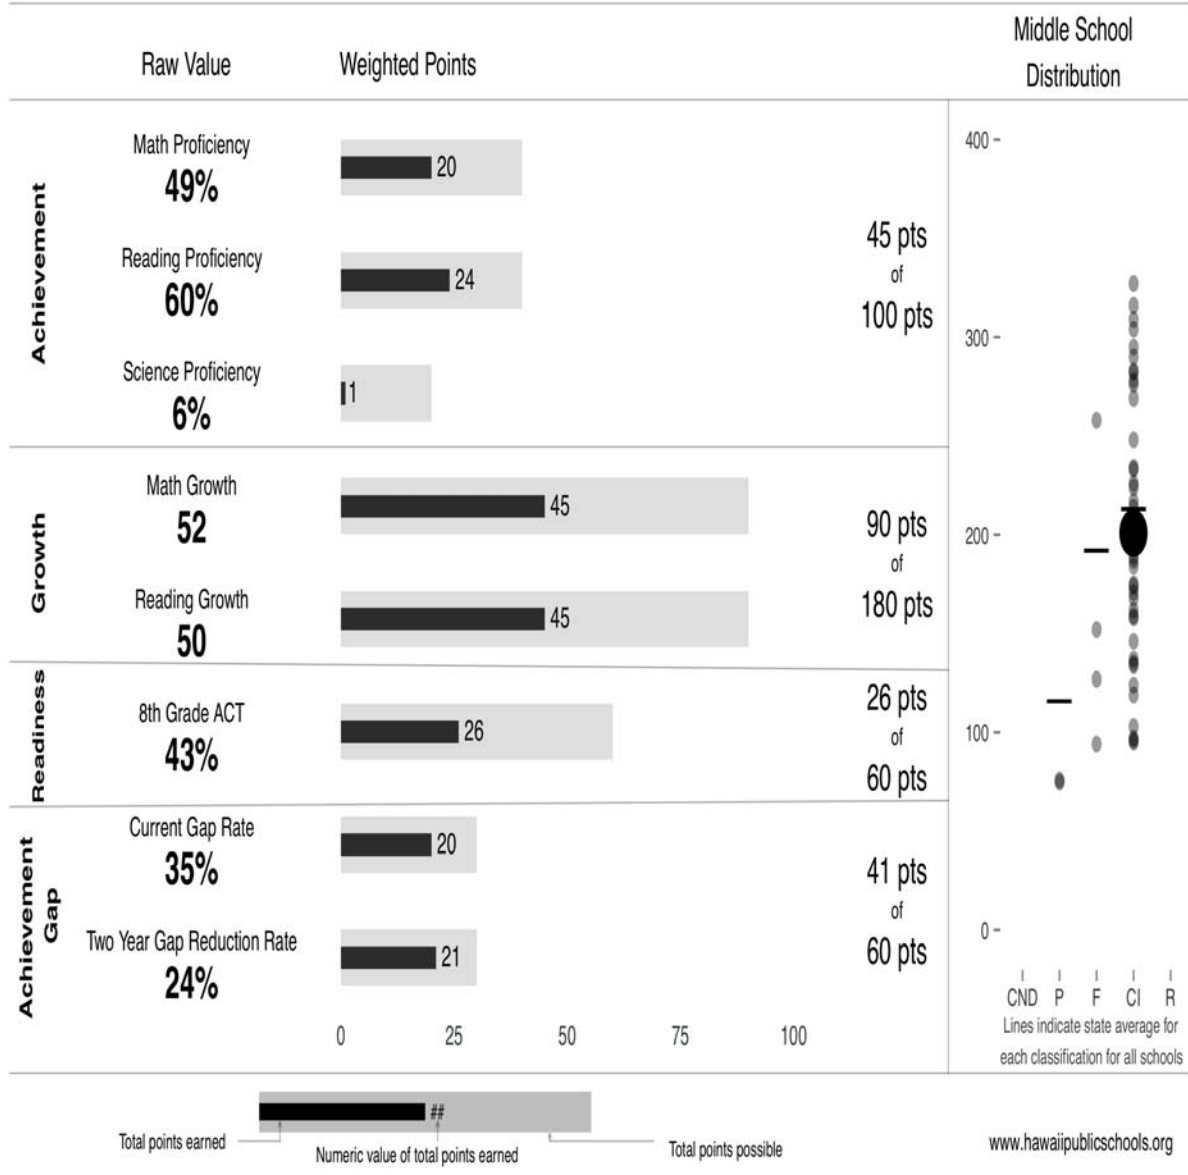 Raw Value
Weighted Points
Middle School
Distribution
Achievement
Math Proficiency
49%
20
Reading Proficiency
60%
24
Science Proficiency
6%
1
45 pts
of
100 pts
Growth
Math Growth
52
45
Reading Growth
50
45
90 pts
of
180 pts
Readiness
8th Grade ACT
43%
26
26 pts
of
60 pts
Achievement
Gap
Current Gap Rate
35%
20
Two Year Gap Reduction Rate
24%
21
41 pts
of
60 pts
0 25 50 75 100
400
300
200
100
0
CND P F CI R
Lines indicate state average for
each classification for all schools
##
Total points earned
Numeric value of total points earned
Total points possible
www.hawaiipublicschools.org